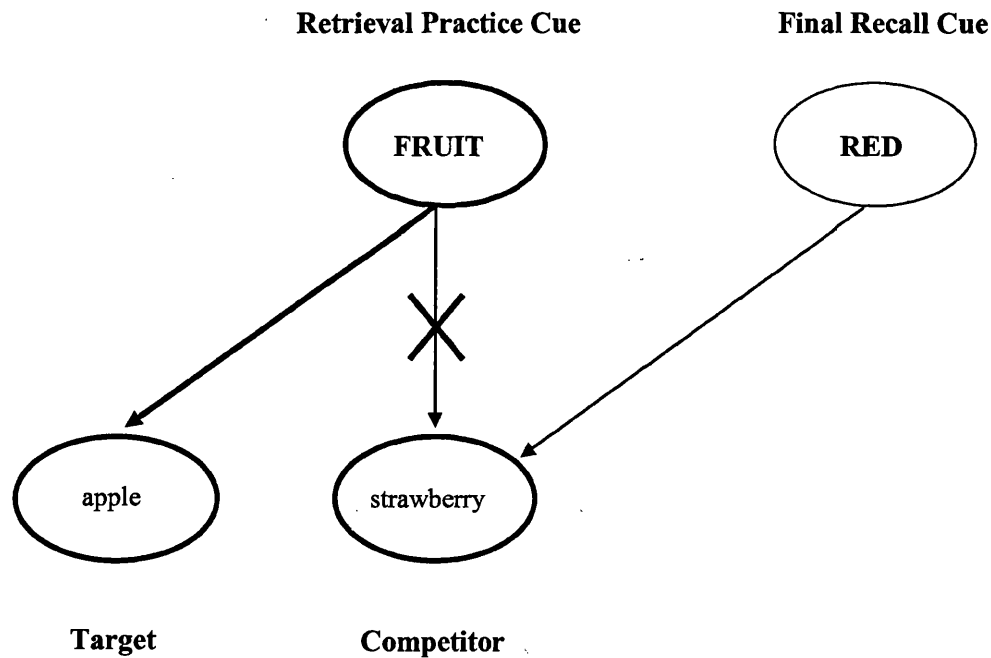 Retrieval Practice Cue
Final Recall Cue
FRUIT
RED
apple
strawberry
Target
Competitor